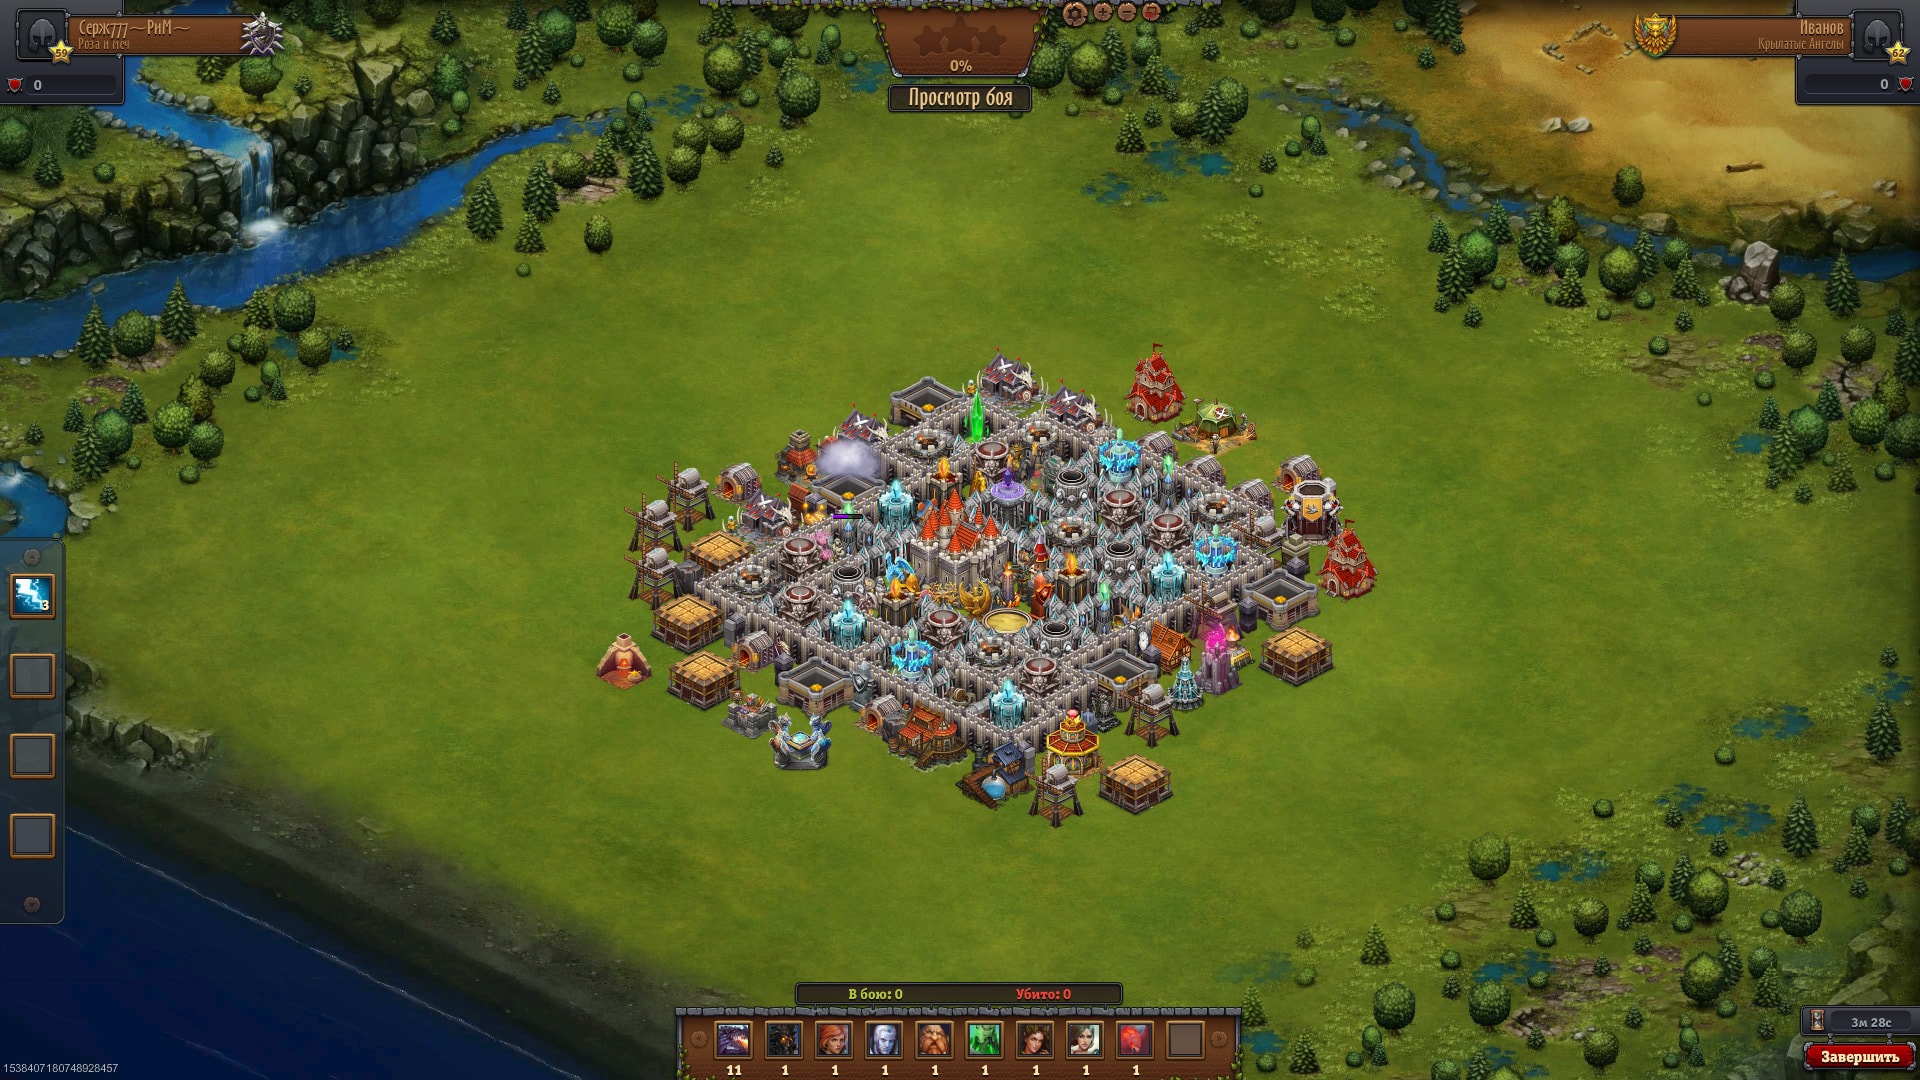 Серж777~РиМ~
Роза и меч
59
0
0%
Просмотр боя
Иванов
Крылатые Ангелы
62
0
3
В бою: 0
Убито: 0
11
1
1
1
1
1
1
1
1
3м 28с
Завершить
1538407180748928457